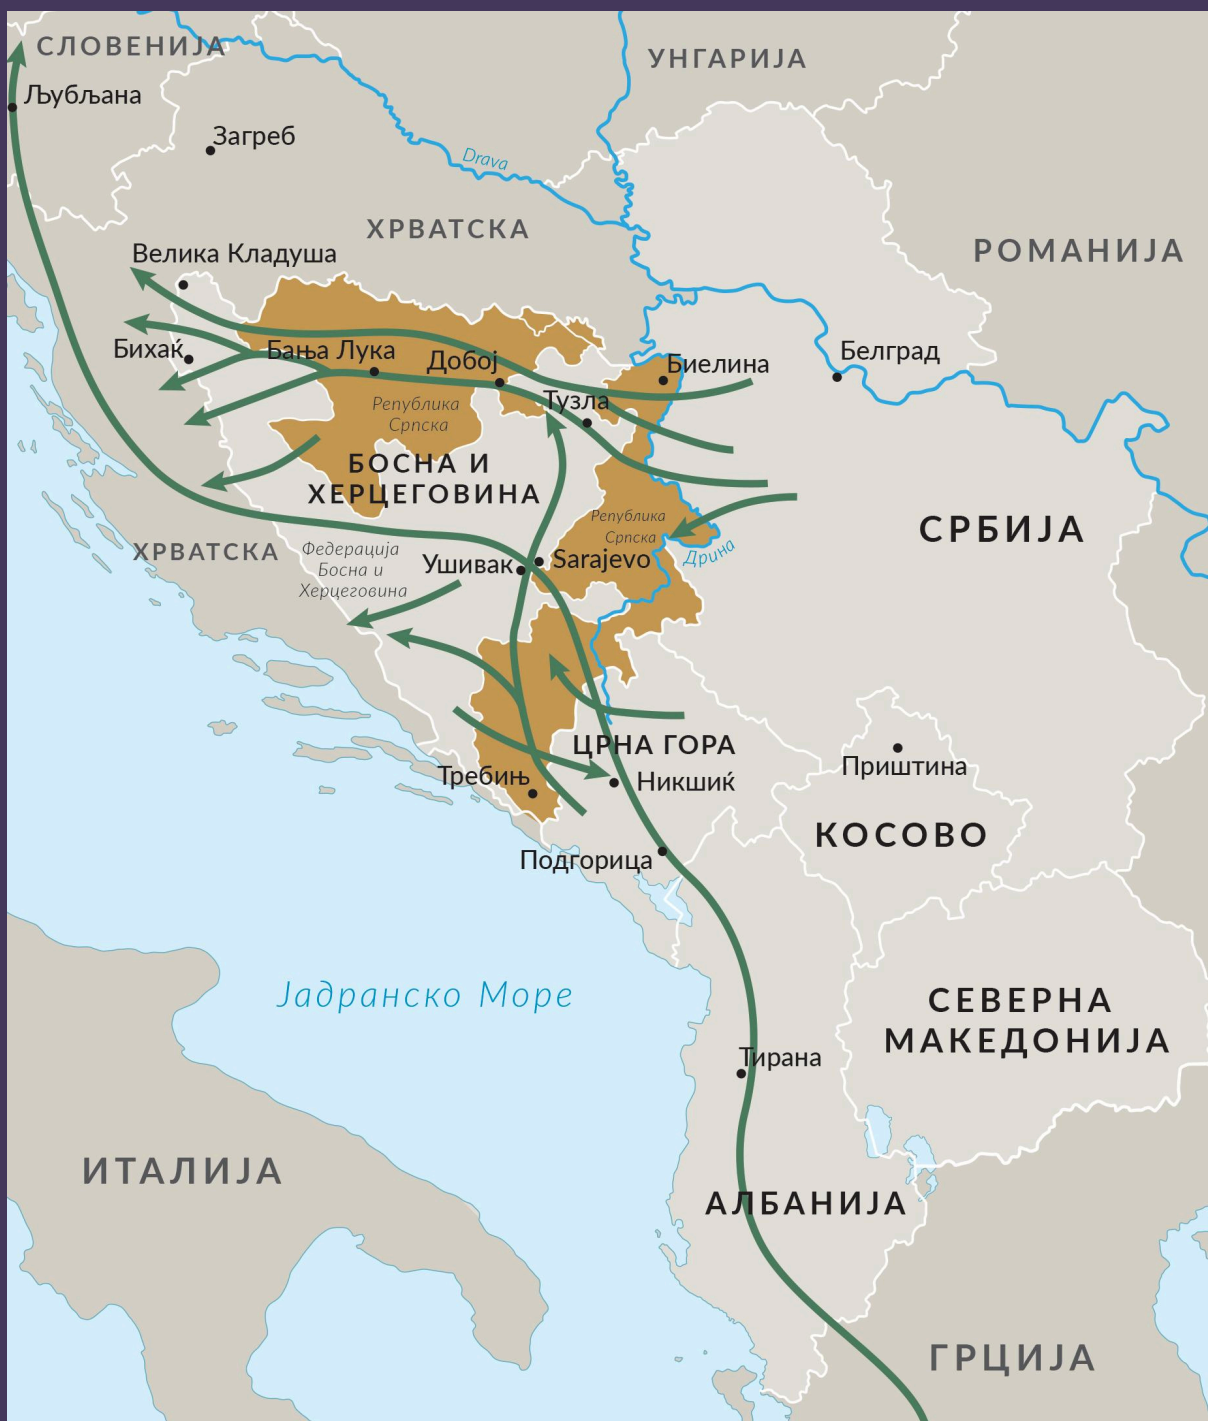 СЛОВЕНИЈА
УНГАРИЈА
Љубљана
Загреб
Drava
ХРВАТСКА
РОМАНИЈА
Велика Кладуша
Бихаќ
Бања Лука
Добој
Биелина
Белград
Тузла
Република
Српска
БОСНА И
ХЕРЦЕГОВИНА
Република
Српска
СРБИЈА
ХРВАТСКА
Федерација
Босна и
Херцеговина
Ушивак
Sarajevo
Дрина
ЦРНА ГОРА
Требињ
Никшиќ
Приштина
КОСОВО
Подгорица
Јадранско Море
СЕВЕРНА
МАКЕДОНИЈА
Тирана
ИТАЛИЈА
АЛБАНИЈА
ГРЦИЈА